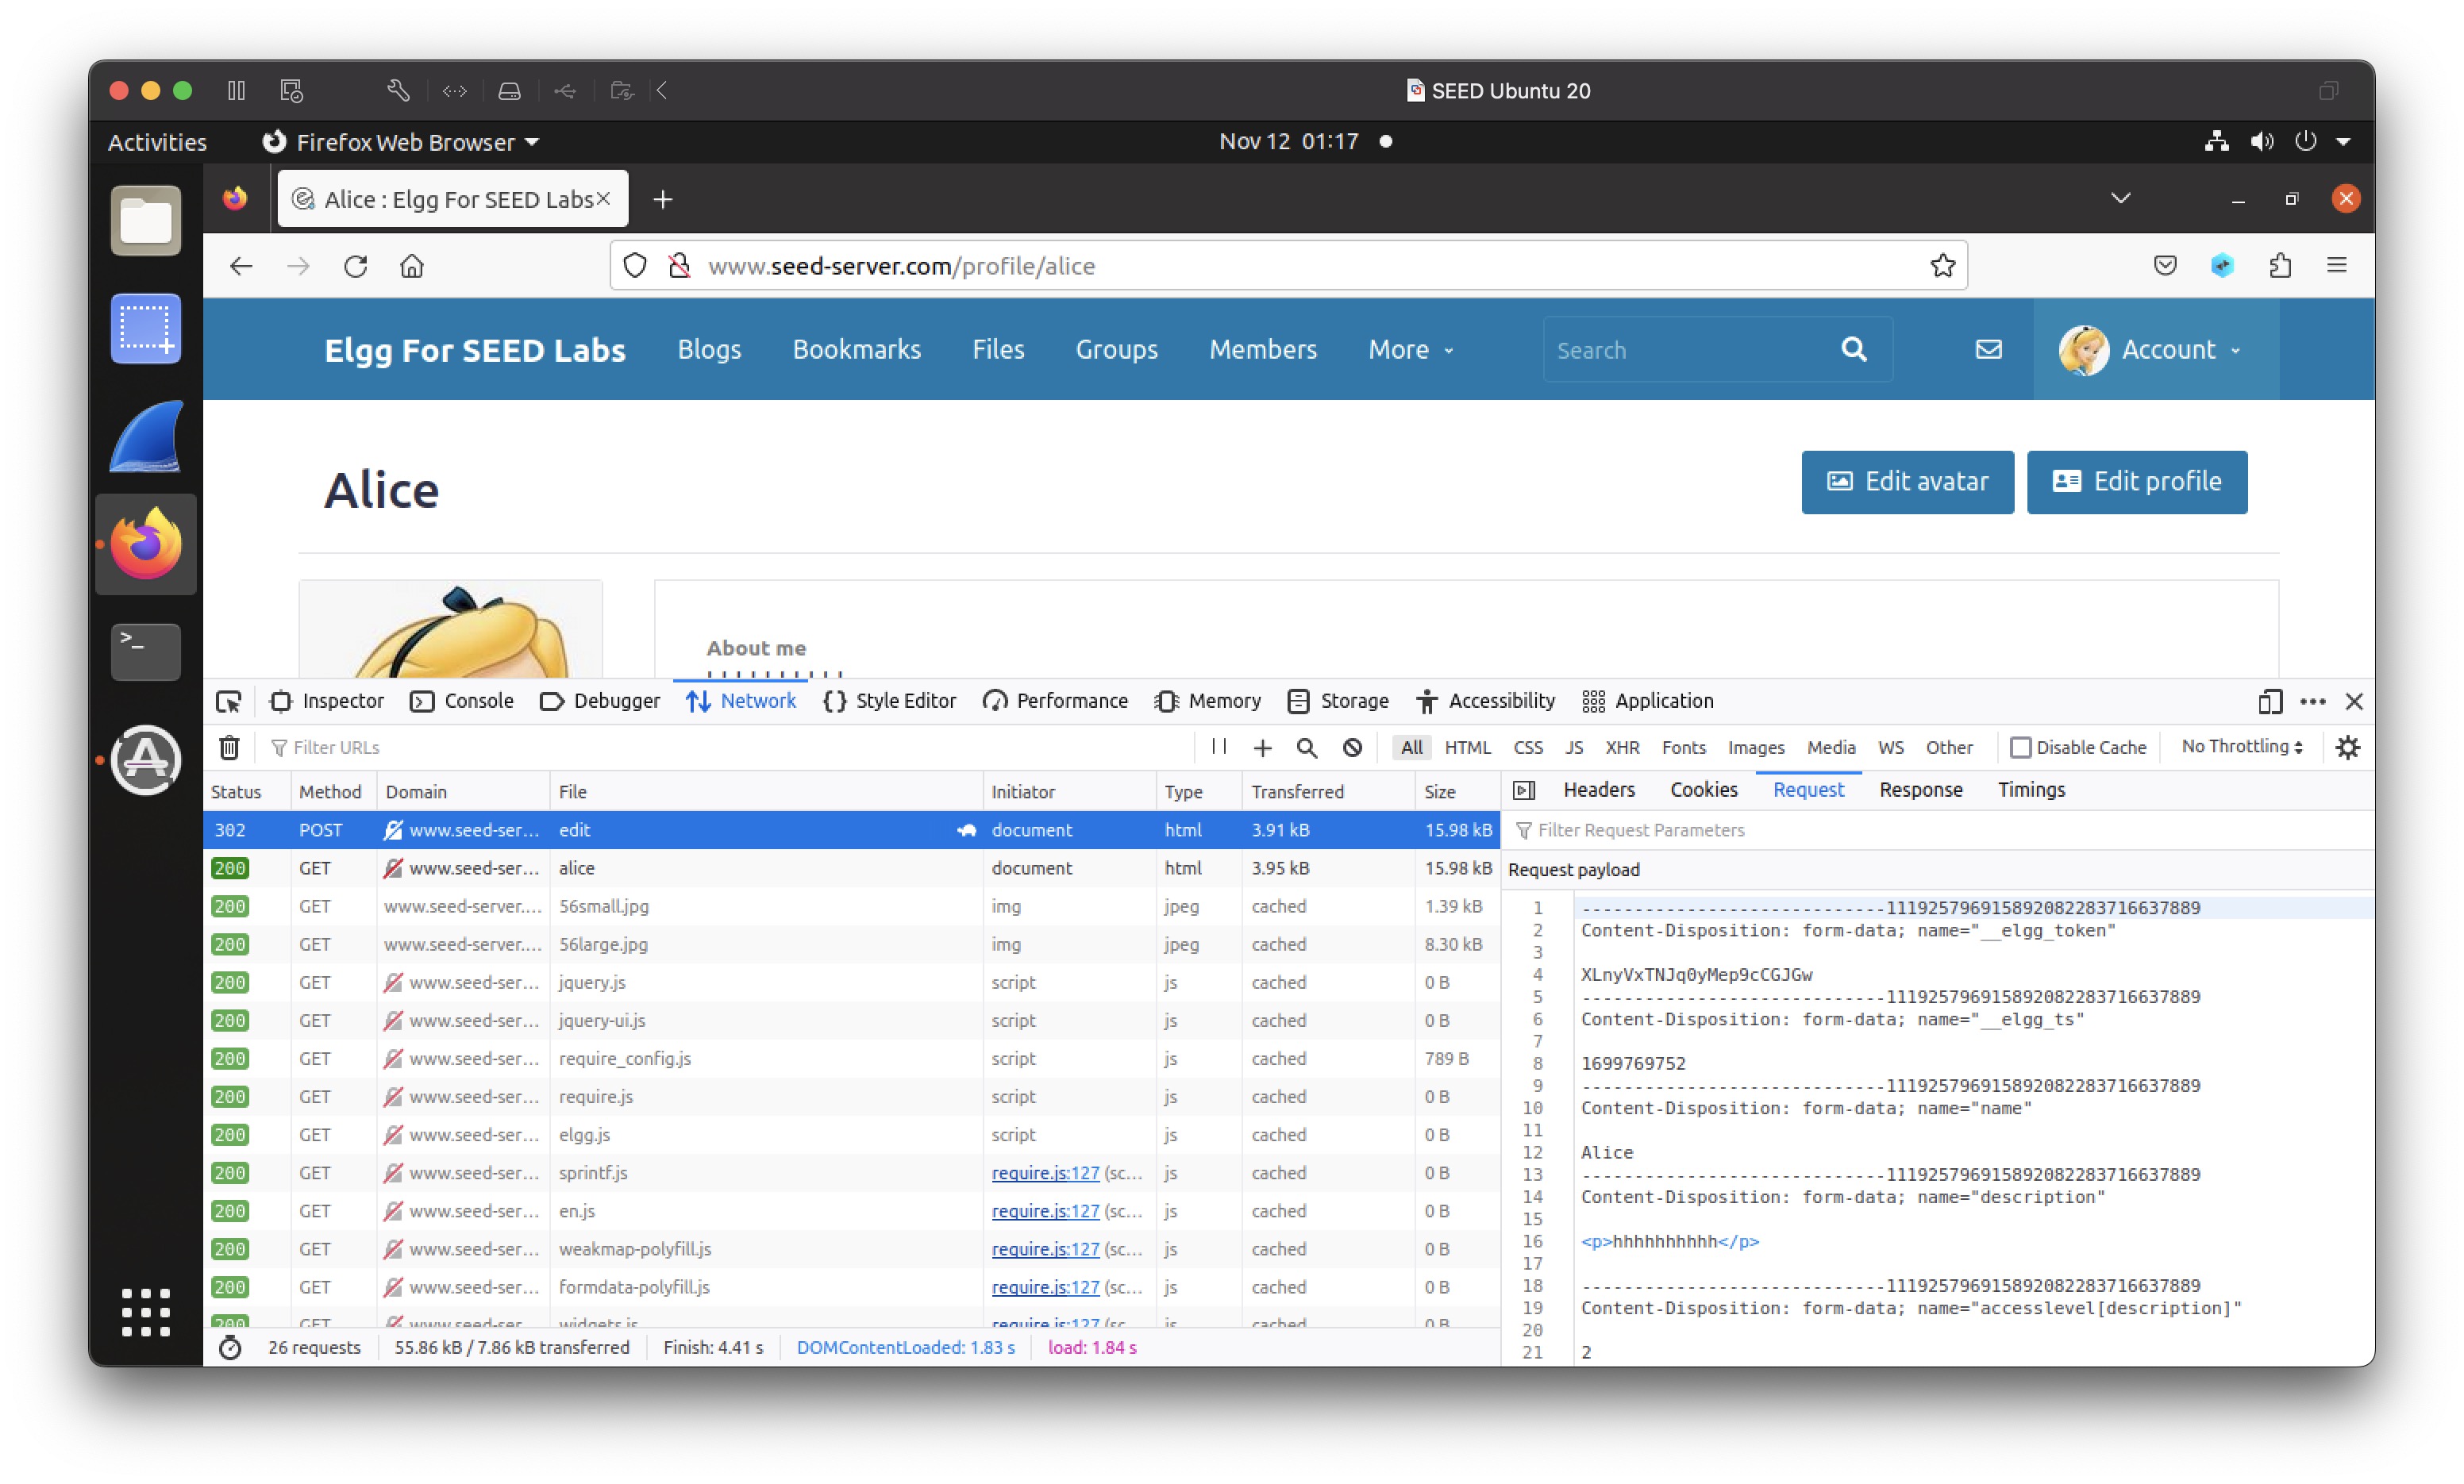 SEED Ubuntu 20
Activities Firefox Web Browser Nov 12 01:17
Alice : Elgg For SEED Labs
www.seed-server.com/profile/alice
Elgg For SEED Labs Blogs Bookmarks Files Groups Members More Search Account
Alice Edit avatar Edit profile
About me
Inspector Console Debugger Network Style Editor Performance Memory Storage Accessibility Application
Filter URLs All HTML CSS JS XHR Fonts Images Media WS Other Disable Cache No Throttling
Status Method Domain File Initiator Type Transferred Size
302 POST www.seed-ser... edit document html 3.91 kB 15.98 kB
200 GET www.seed-ser... alice document html 3.95 kB 15.98 kB
200 GET www.seed-server.... 56small.jpg img jpeg cached 1.39 kB
200 GET www.seed-server.... 56large.jpg img jpeg cached 8.30 kB
200 GET www.seed-ser... jquery.js script js cached 0 B
200 GET www.seed-ser... jquery-ui.js script js cached 0 B
200 GET www.seed-ser... require_config.js script js cached 789 B
200 GET www.seed-ser... require.js script js cached 0 B
200 GET www.seed-ser... elgg.js script js cached 0 B
200 GET www.seed-ser... sprintf.js require.js:127 (sc... js cached 0 B
200 GET www.seed-ser... en.js require.js:127 (sc... js cached 0 B
200 GET www.seed-ser... weakmap-polyfill.js require.js:127 (sc... js cached 0 B
200 GET www.seed-ser... formdata-polyfill.js require.js:127 (sc... js cached 0 B
200 GET www.seed-ser... widgets.js require.js:127 (sc... js cached 0 B
26 requests 55.86 kB / 7.86 kB transferred Finish: 4.41 s DOMContentLoaded: 1.83 s load: 1.84 s
Headers Cookies Request Response Timings
Filter Request Parameters
Request payload
1 -----------------------------111925796915892082283716637889
2 Content-Disposition: form-data; name="__elgg_token"
3
4 XLnyVxTNJq0yMep9cCGJGw
5 -----------------------------111925796915892082283716637889
6 Content-Disposition: form-data; name="__elgg_ts"
7
8 1699769752
9 -----------------------------111925796915892082283716637889
10 Content-Disposition: form-data; name="name"
11
12 Alice
13 -----------------------------111925796915892082283716637889
14 Content-Disposition: form-data; name="description"
15
16 <p>hhhhhhhhhh</p>
17
18 -----------------------------111925796915892082283716637889
19 Content-Disposition: form-data; name="accesslevel[description]"
20
21 2